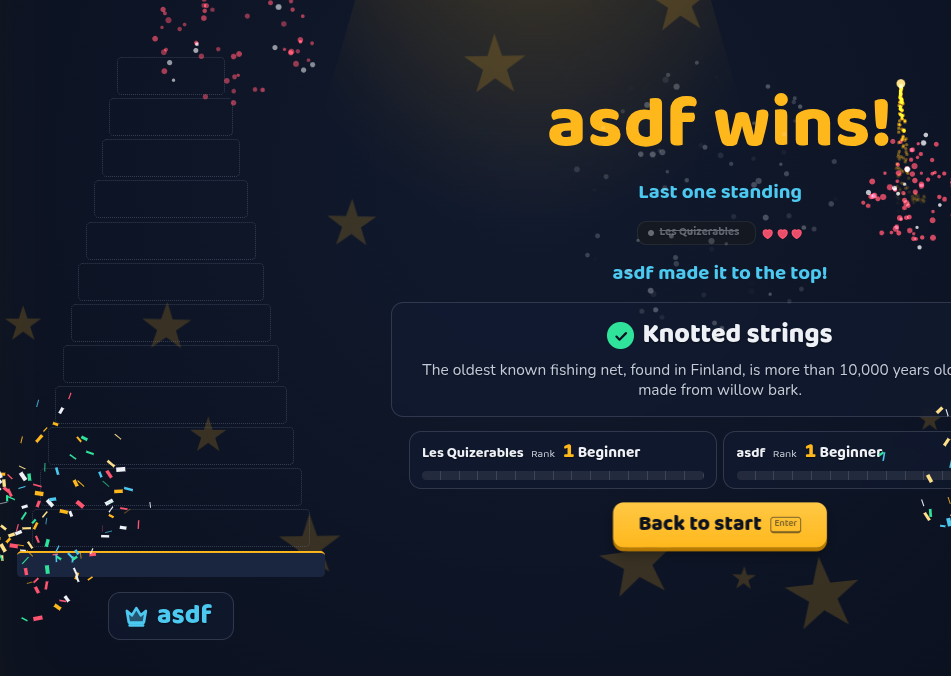 asdf wins!
Last one standing
Les Quizerables
asdf made it to the top!
Knotted strings
The oldest known fishing net, found in Finland, is more than 10,000 years
made from willow bark.
Les Quizerables Rank 1 Beginner
asdf Rank 1 Beginner
Back to start Enter
asdf